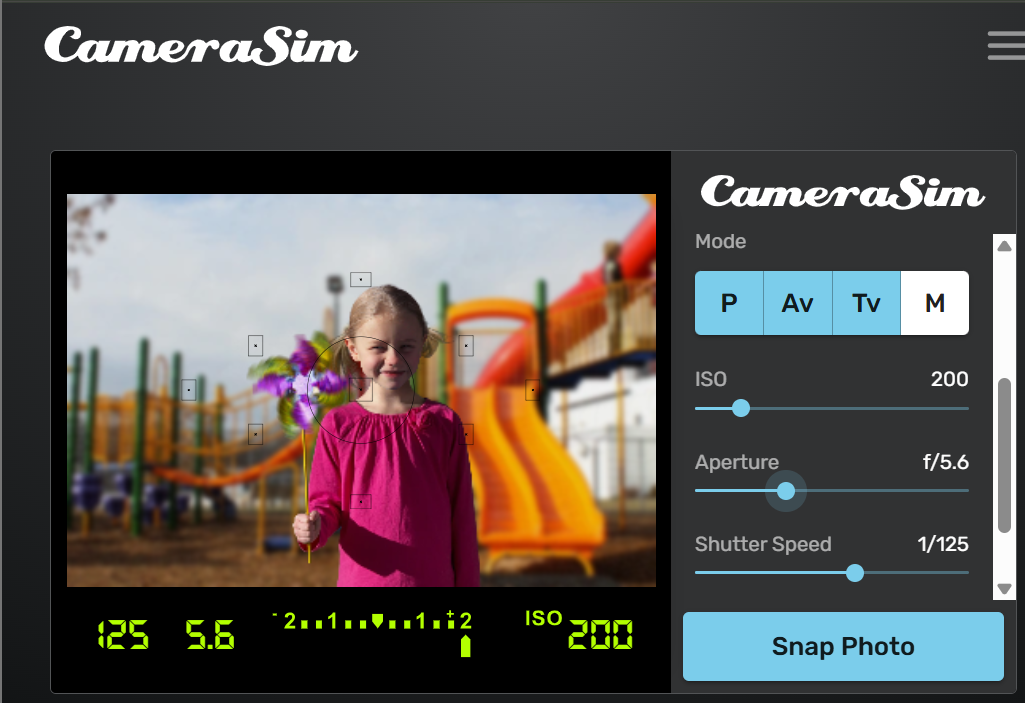 CameraSim
CameraSim
Mode
P Av Tv M
ISO 200
Aperture f/5.6
Shutter Speed 1/125
125 5.6 -2..1..▼..1..+2 ISO 200
Snap Photo